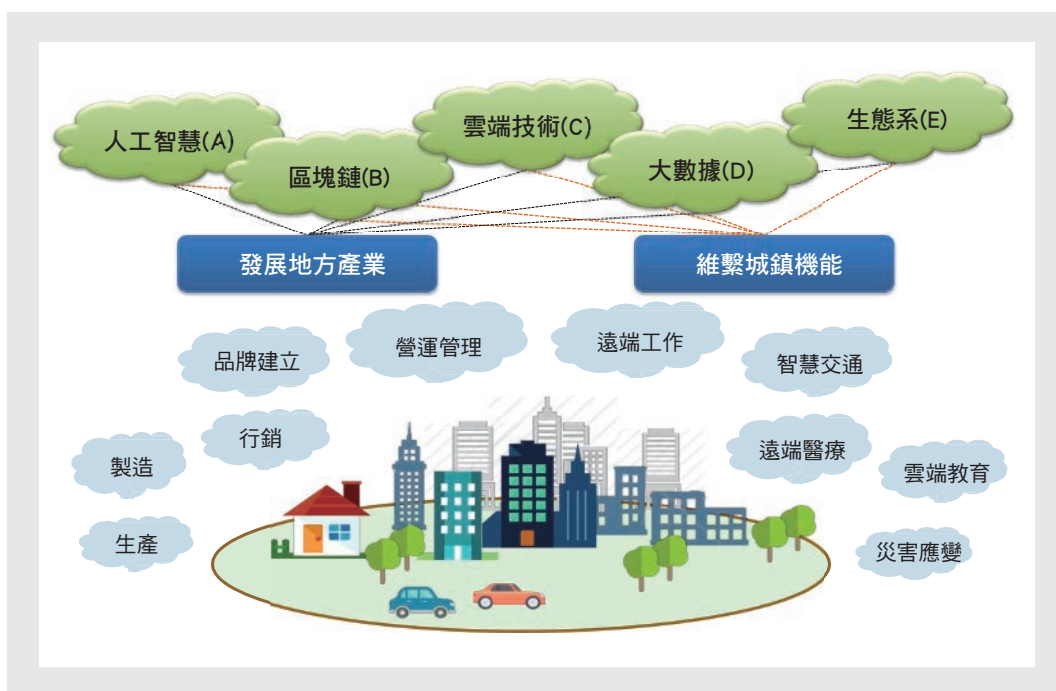 人工智慧(A)
區塊鏈(B)
雲端技術(C)
大數據(D)
生態系(E)
發展地方產業
維繫城鎮機能
品牌建立
營運管理
遠端工作
智慧交通
製造
行銷
遠端醫療
雲端教育
生產
災害應變